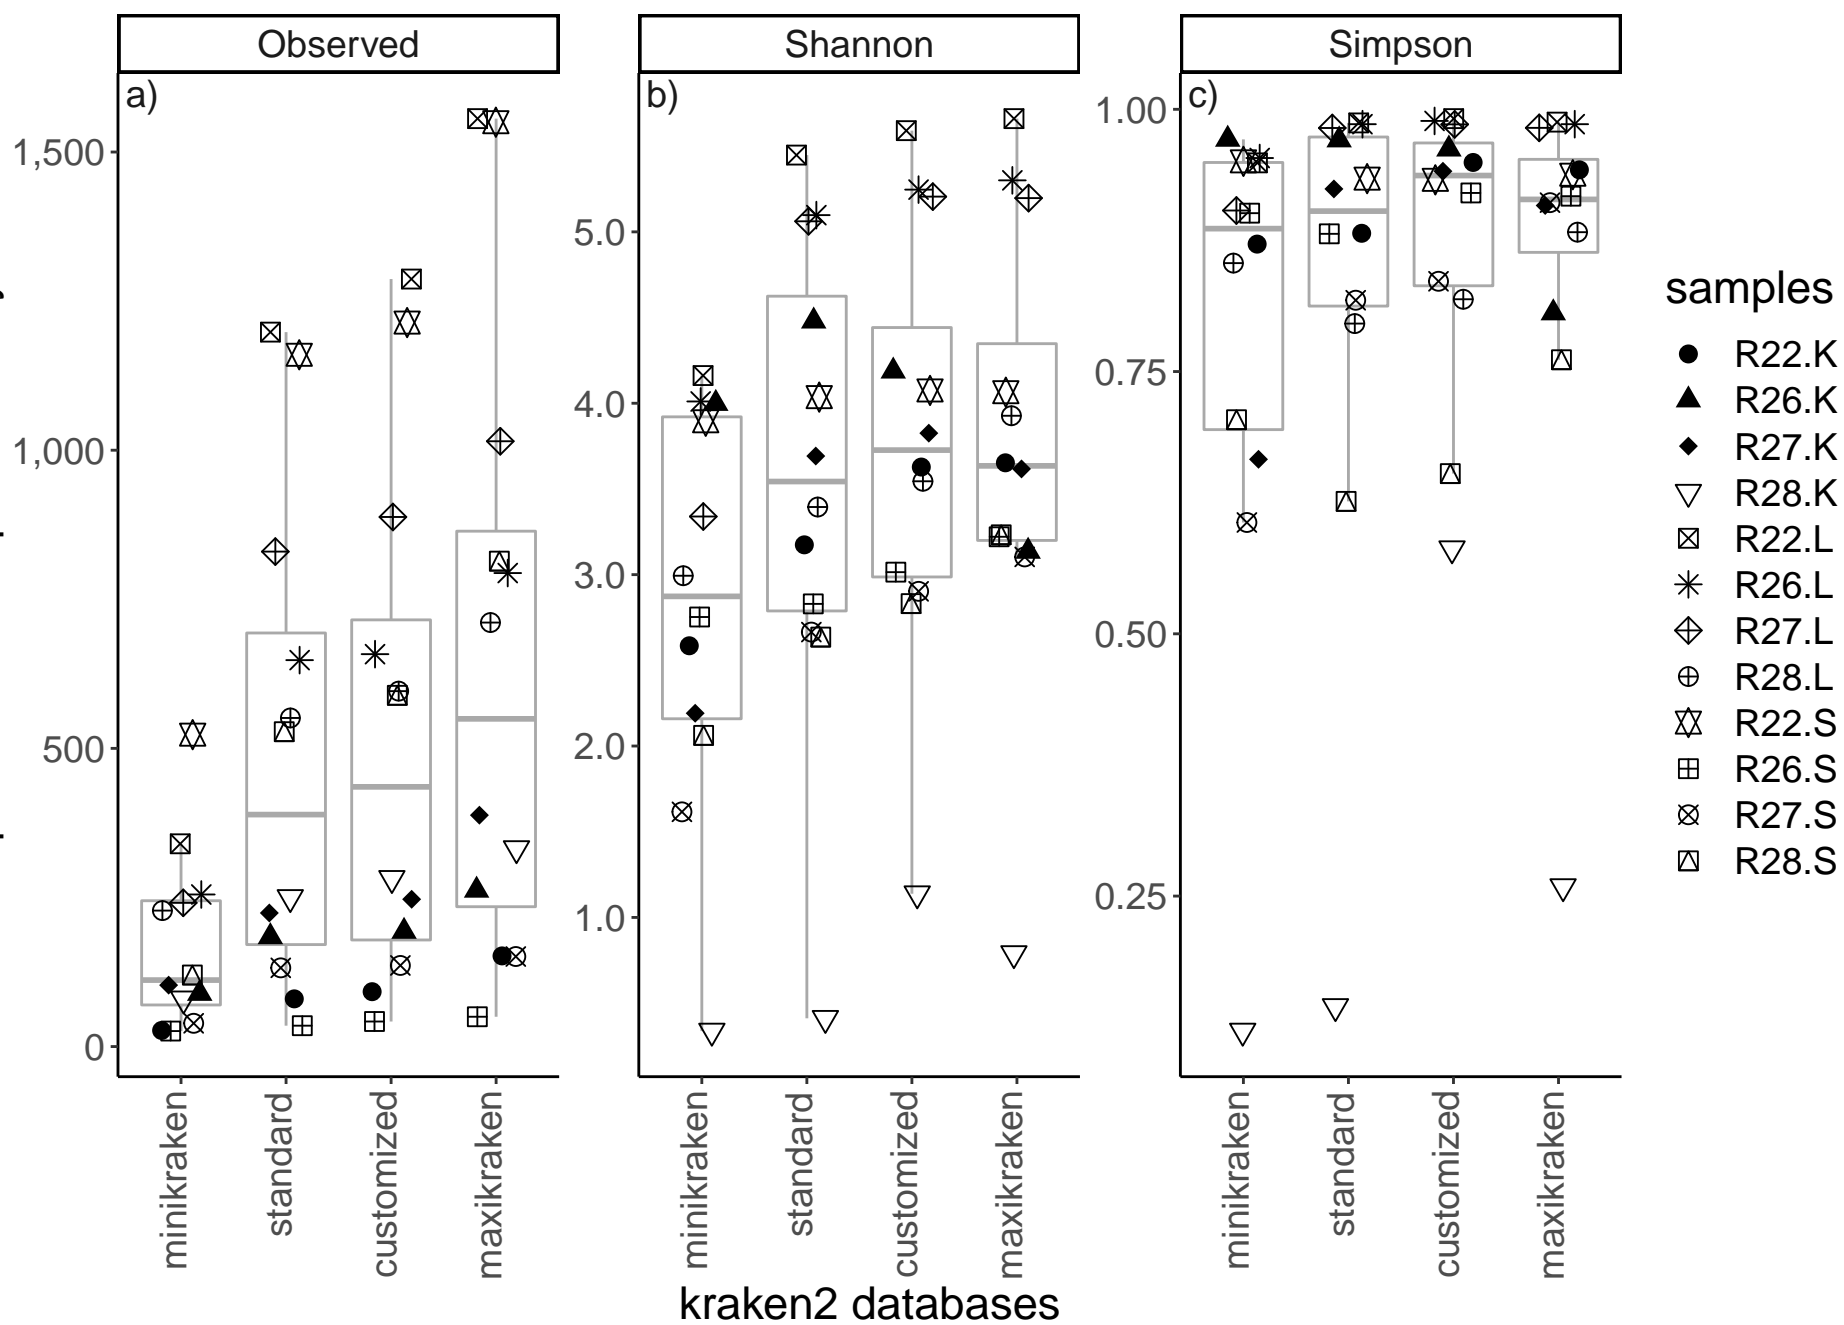 Observed
Shannon
Simpson
a)
b)
c)
1,500
1,000
500
0
5.0
4.0
3.0
2.0
1.0
1.00
0.75
0.50
0.25
minikraken
standard
customized
maxikraken
minikraken
standard
customized
maxikraken
minikraken
standard
customized
maxikraken
kraken2 databases
samples
R22.K
R26.K
R27.K
R28.K
R22.L
R26.L
R27.L
R28.L
R22.S
R26.S
R27.S
R28.S